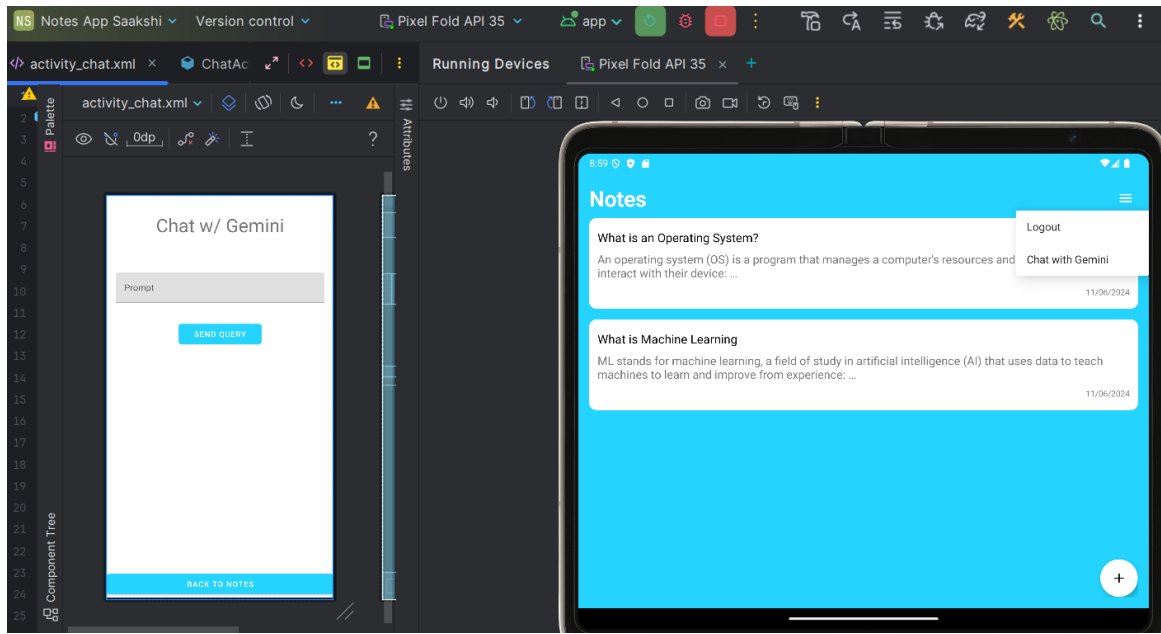 NS Notes App Saakshi Version control Pixel Fold API 35 app
activity_chat.xml ChatAc Running Devices Pixel Fold API 35
activity_chat.xml
0dp ?
Palette
Attributes
Component Tree
2
3
4
5
6
7
8
9
10
11
12
13
14
15
16
17
18
19
20
21
22
23
24
25
Chat w/ Gemini
Prompt
SEND QUERY
BACK TO NOTES
8:59
Notes
Logout
Chat with Gemini
What is an Operating System?
An operating system (OS) is a program that manages a computer's resources and
interact with their device: ...
11/06/2024
What is Machine Learning
ML stands for machine learning, a field of study in artificial intelligence (AI) that uses data to teach
machines to learn and improve from experience: ...
11/06/2024
+